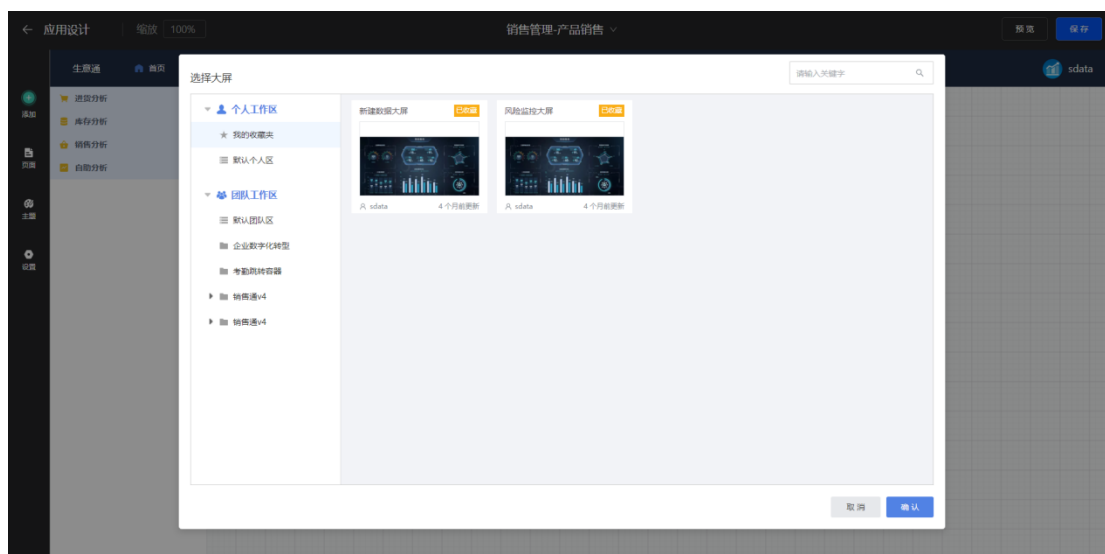 应用设计 缩放 100% 销售管理-产品销售 预览 保存
生意通 首页 sdata
添加
页面
主题
设置
进货分析
库存分析
销售分析
自助分析
选择大屏 请输入关键字
个人工作区
我的收藏夹
默认个人区
团队工作区
默认团队区
企业数字化转型
考勤跳转容器
销售通v4
销售通v4
新建数据大屏 已收藏
sdata 4 个月前更新
风险监控大屏 已收藏
sdata 4 个月前更新
取消 确认